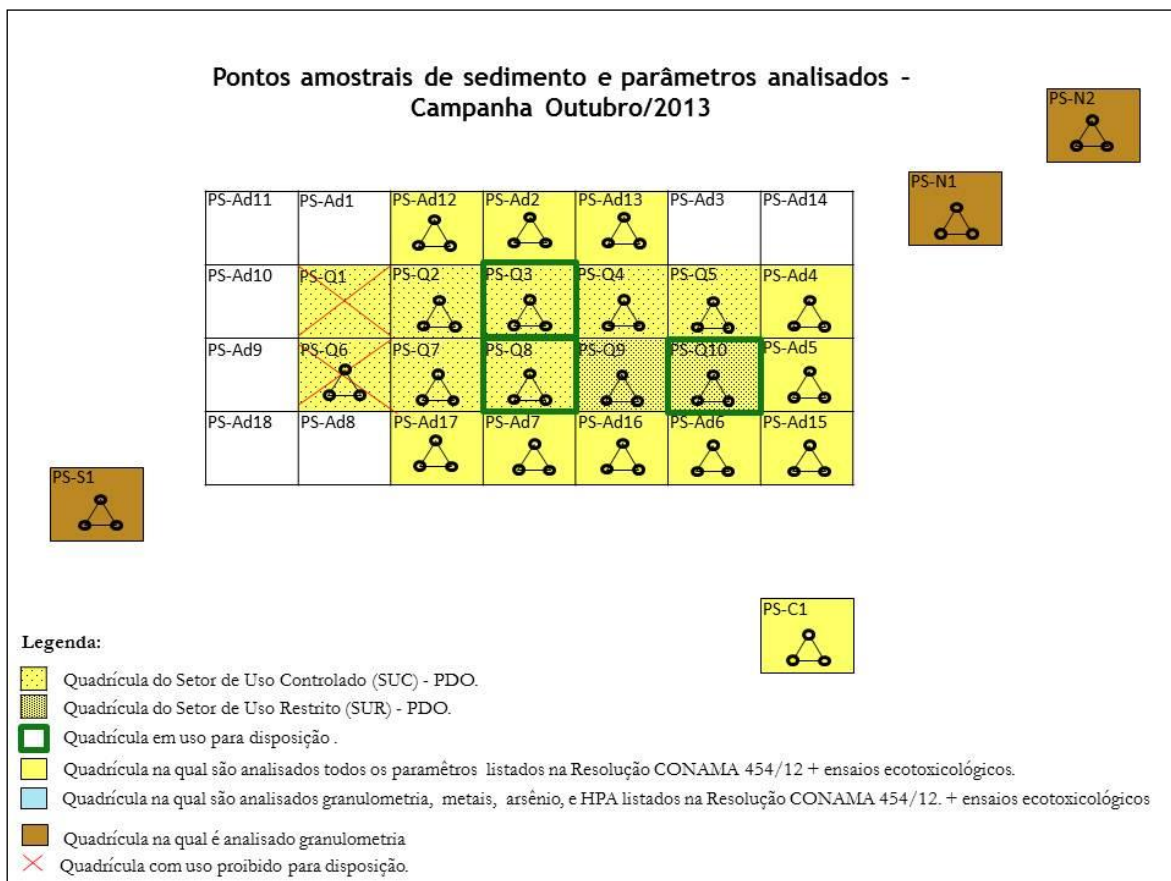 Pontos amostrais de sedimento e parâmetros analisados -
Campanha Outubro/2013
PS-N2
PS-N1
PS-Ad11 PS-Ad1 PS-Ad12 PS-Ad2 PS-Ad13 PS-Ad3 PS-Ad14
PS-Ad10 PS-Q1 PS-Q2 PS-Q3 PS-Q4 PS-Q5 PS-Ad4
PS-Ad9 PS-Q6 PS-Q7 PS-Q8 PS-Q9 PS-Q10 PS-Ad5
PS-Ad18 PS-Ad8 PS-Ad17 PS-Ad7 PS-Ad16 PS-Ad6 PS-Ad15
PS-S1
PS-C1
Legenda:
Quadrícula do Setor de Uso Controlado (SUC) - PDO.
Quadrícula do Setor de Uso Restrito (SUR) - PDO.
Quadrícula em uso para disposição .
Quadrícula na qual são analisados todos os paramêtros listados na Resolução CONAMA 454/12 + ensaios ecotoxicológicos.
Quadrícula na qual são analisados granulometria, metais, arsênio, e HPA listados na Resolução CONAMA 454/12. + ensaios ecotoxicológicos
Quadrícula na qual é analisado granulometria
Quadrícula com uso proibido para disposição.